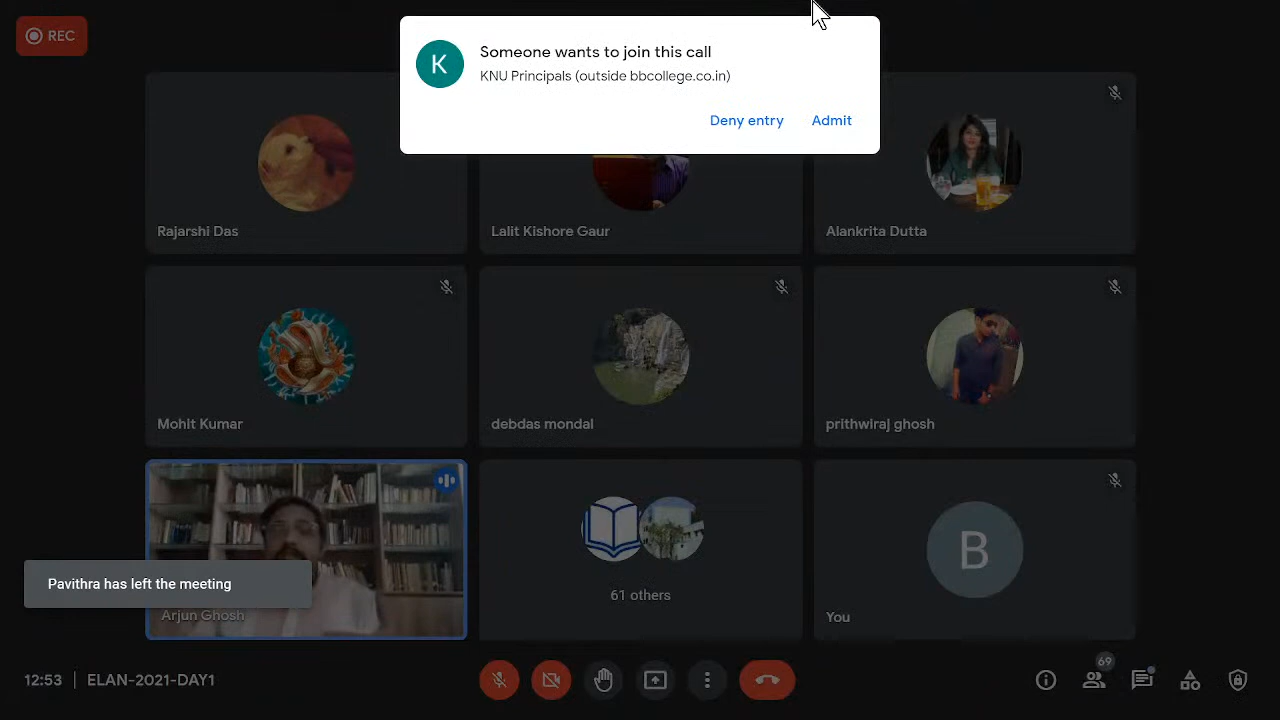 REC
K
Someone wants to join this call
KNU Principals (outside bbcollege.co.in)
Deny entry
Admit
Rajarshi Das
Lalit Kishore Gaur
Alankrita Dutta
Mohit Kumar
debdas mondal
prithwiraj ghosh
Pavithra has left the meeting
Arjun Ghosh
61 others
B
You
12:53 | ELAN-2021-DAY1
69